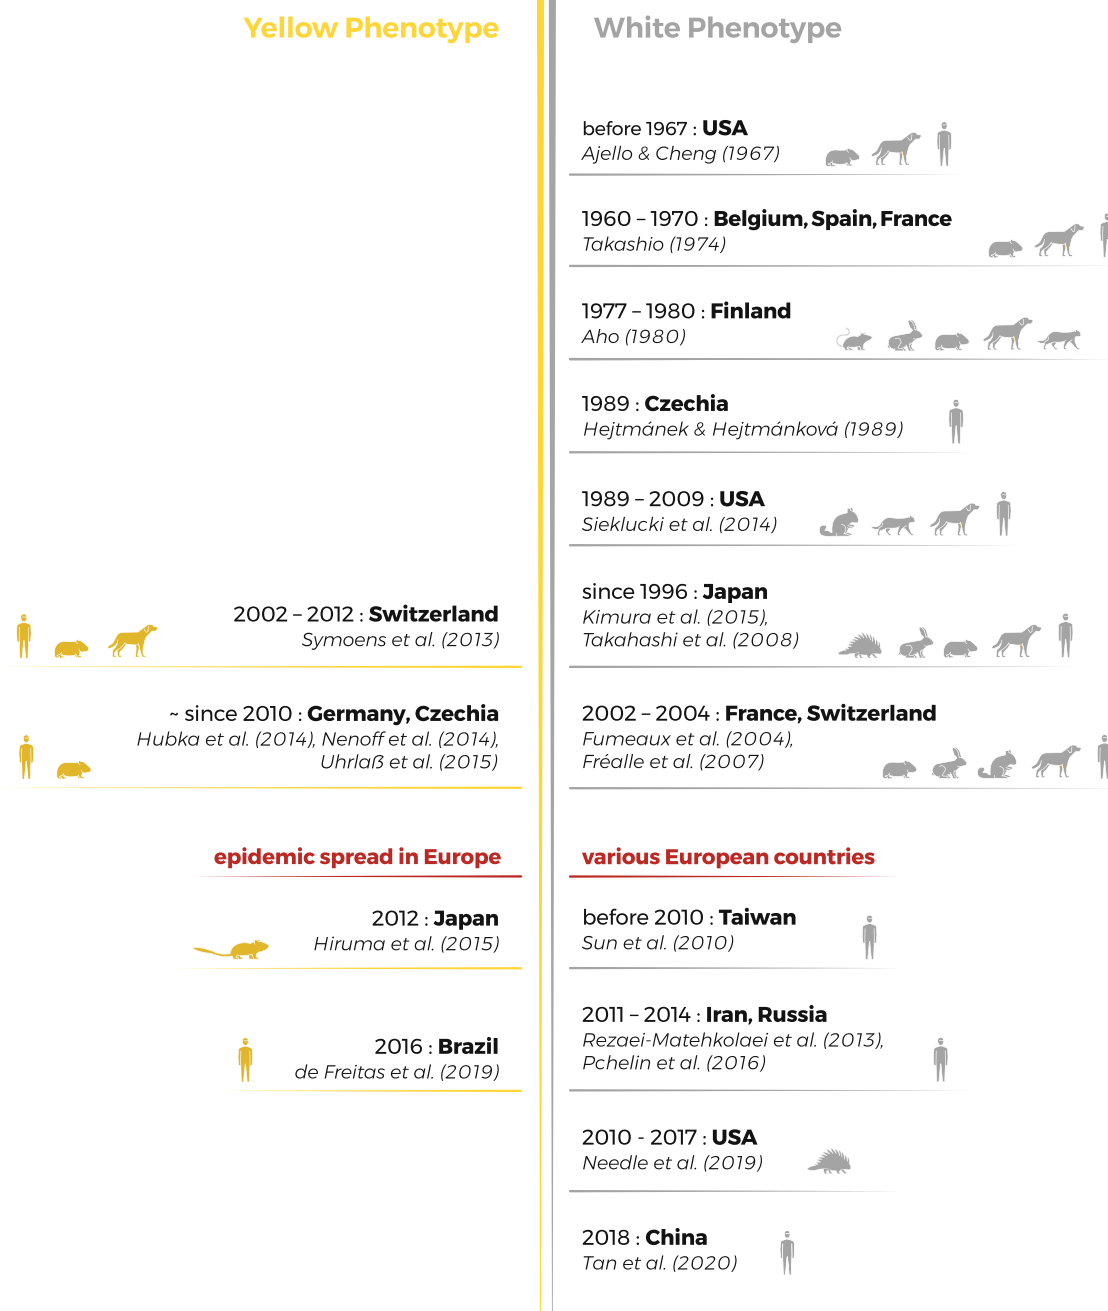 Yellow Phenotype
2002 – 2012 : Switzerland
Symoens et al. (2013)
~ since 2010 : Germany, Czechia
Hubka et al. (2014), Nenoff et al. (2014),
Uhrlaß et al. (2015)
epidemic spread in Europe
2012 : Japan
Hiruma et al. (2015)
2016 : Brazil
de Freitas et al. (2019)
White Phenotype
before 1967 : USA
Ajello & Cheng (1967)
1960 – 1970 : Belgium, Spain, France
Takashio (1974)
1977 – 1980 : Finland
Aho (1980)
1989 : Czechia
Hejtmánek & Hejtmánková (1989)
1989 – 2009 : USA
Sieklucki et al. (2014)
since 1996 : Japan
Kimura et al. (2015),
Takahashi et al. (2008)
2002 – 2004 : France, Switzerland
Fumeaux et al. (2004),
Fréalle et al. (2007)
various European countries
before 2010 : Taiwan
Sun et al. (2010)
2011 – 2014 : Iran, Russia
Rezaei-Matehkolaei et al. (2013),
Pchelin et al. (2016)
2010 - 2017 : USA
Needle et al. (2019)
2018 : China
Tan et al. (2020)